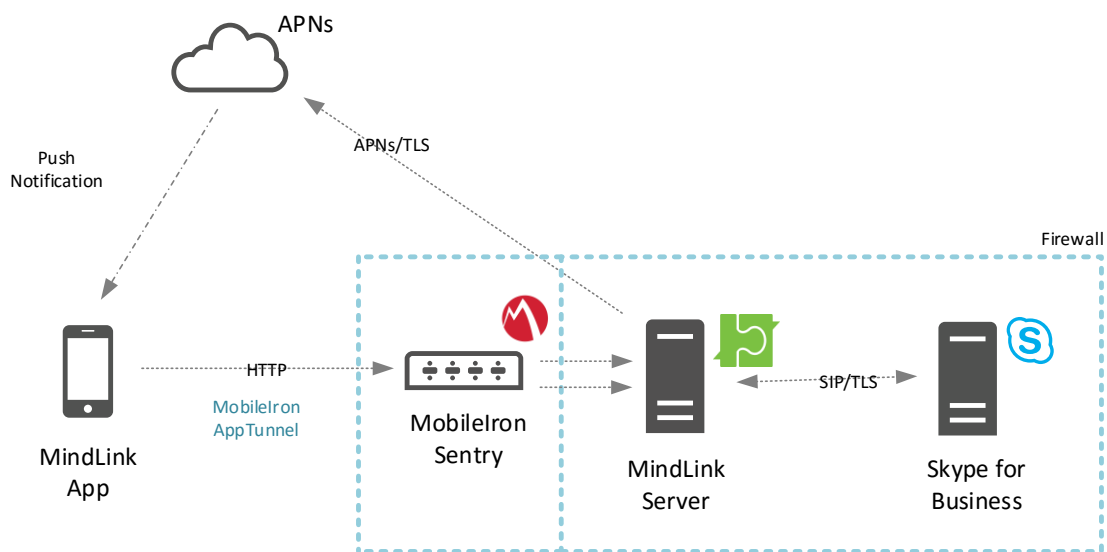 APNs
APNs/TLS
Push
Notification
Firewall
HTTP
MobileIron
AppTunnel
SIP/TLS
MindLink
App
MobileIron
Sentry
MindLink
Server
Skype for
Business
S